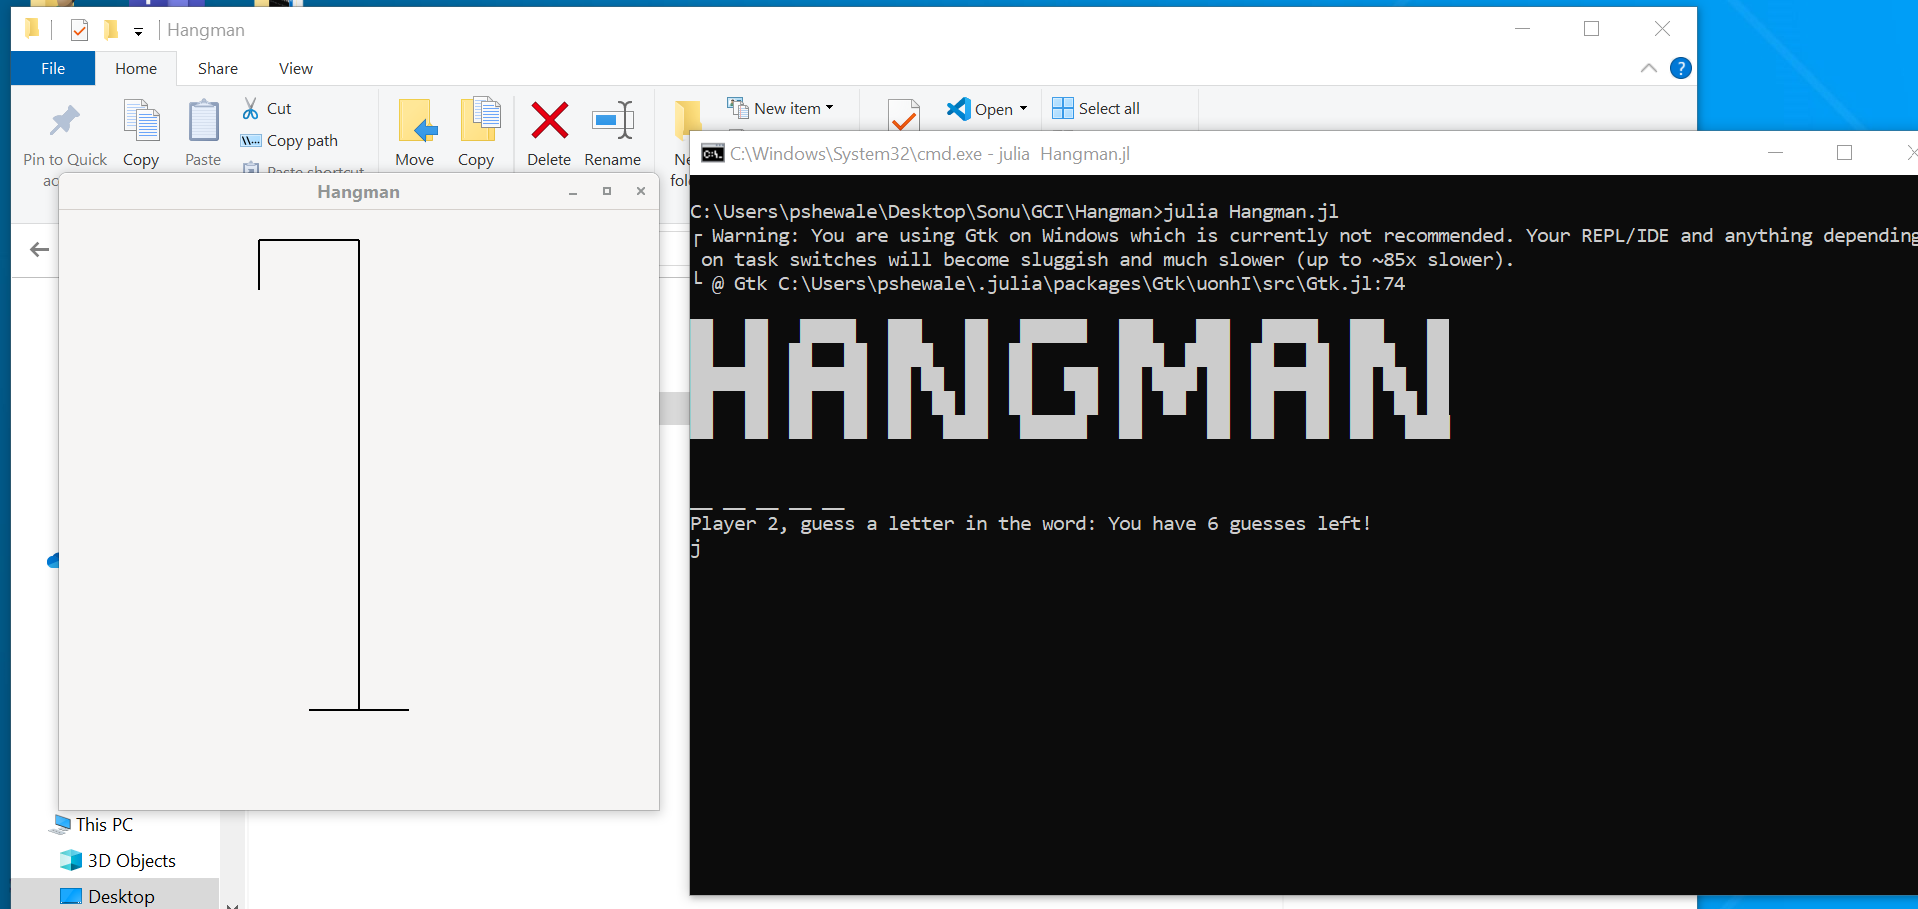 Hangman
File Home Share View
Cut
New item
Open
Select all
Copy path
Pin to Quick
Copy
Paste
Move
Copy
Delete
Rename
Paste shortcut
C:\Windows\System32\cmd.exe - julia  Hangman.jl
Hangman
C:\Users\pshewale\Desktop\Sonu\GCI\Hangman>julia Hangman.jl
┌ Warning: You are using Gtk on Windows which is currently not recommended. Your REPL/IDE and anything depending
on task switches will become sluggish and much slower (up to ~85x slower).
└ @ Gtk C:\Users\pshewale\.julia\packages\Gtk\uonhI\src\Gtk.jl:74
HANGMAN
__ __ __ __ __
Player 2, guess a letter in the word: You have 6 guesses left!
j
This PC
3D Objects
Desktop